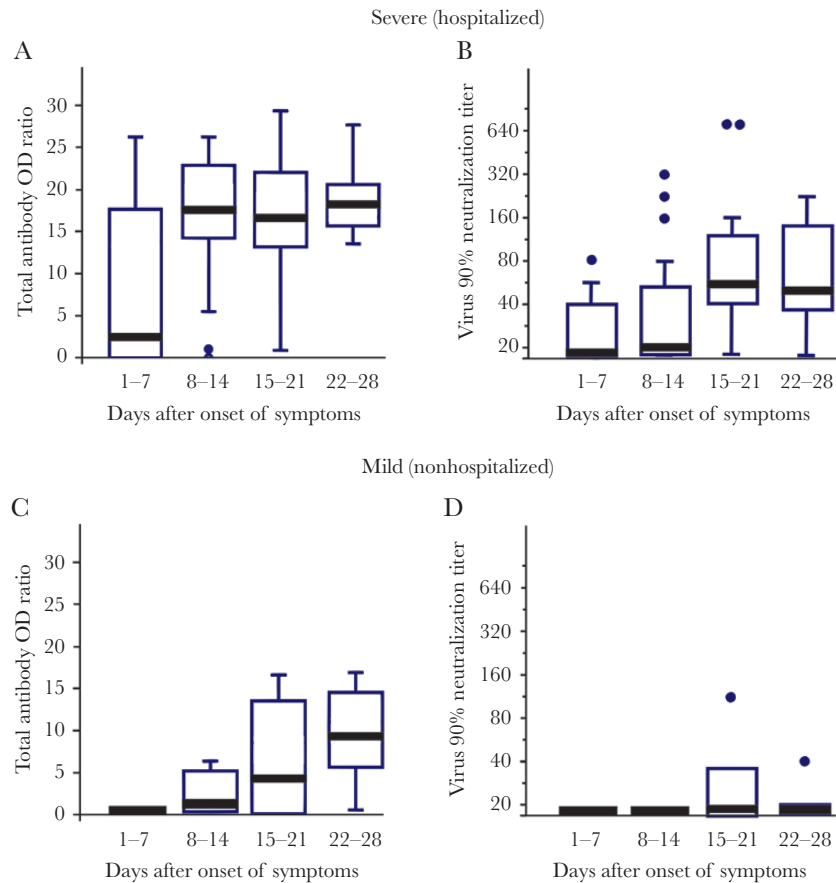 Severe (hospitalized)
A
Total antibody OD ratio
30
25
20
15
10
5
0
1–7 8–14 15–21 22–28
Days after onset of symptoms
B
Virus 90% neutralization titer
640
320
160
80
40
20
1–7 8–14 15–21 22–28
Days after onset of symptoms
Mild (nonhospitalized)
C
Total antibody OD ratio
30
25
20
15
10
5
0
1–7 8–14 15–21 22–28
Days after onset of symptoms
D
Virus 90% neutralization titer
640
320
160
80
40
20
1–7 8–14 15–21 22–28
Days after onset of symptoms